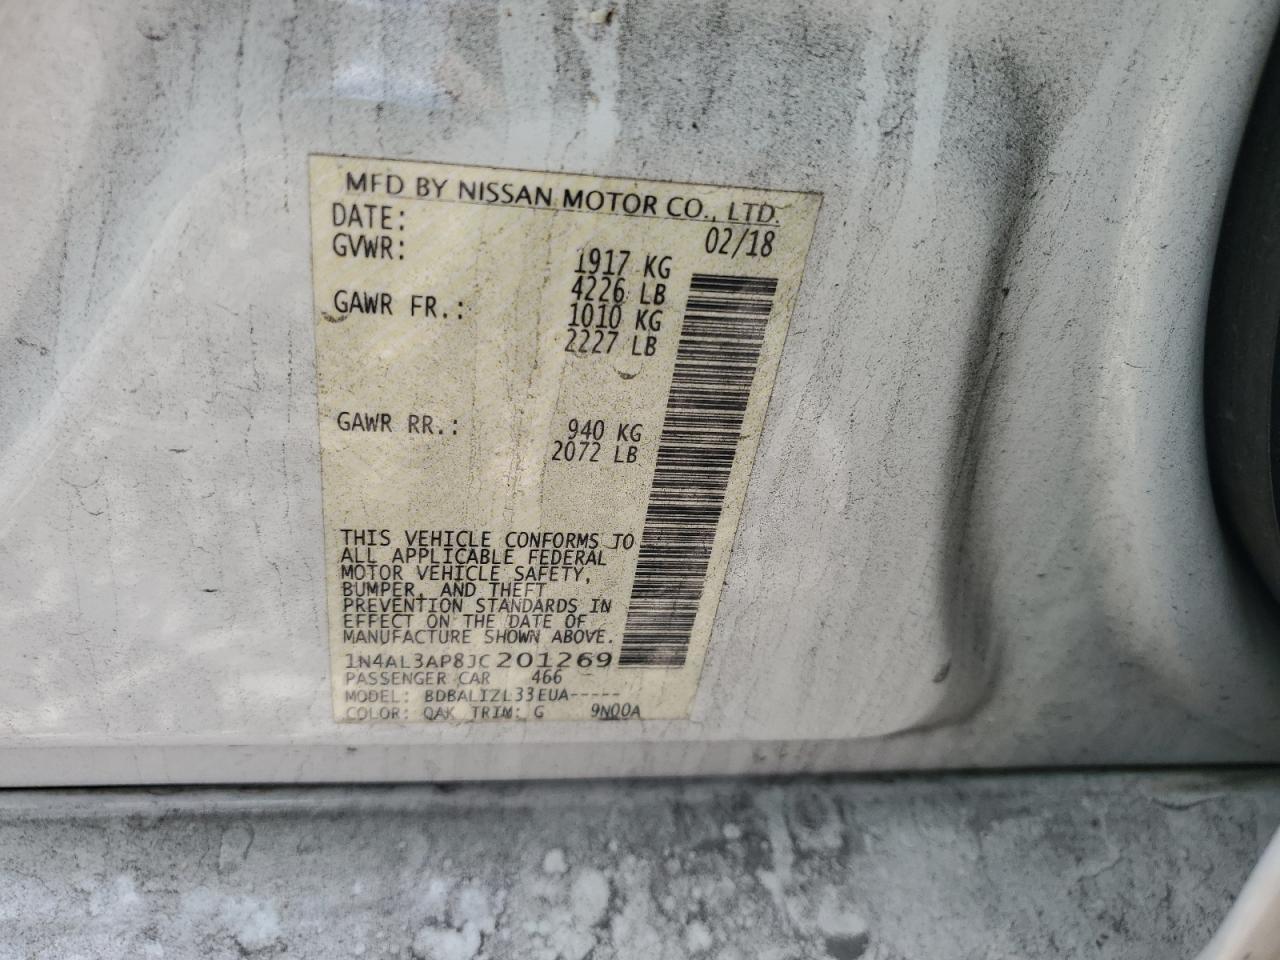 MFD BY NISSAN MOTOR CO., LTD.
DATE: 02/18
GVWR: 1917 KG
4226 LB
GAWR FR.: 1010 KG
2227 LB
GAWR RR.: 940 KG
2072 LB
THIS VEHICLE CONFORMS TO
ALL APPLICABLE FEDERAL
MOTOR VEHICLE SAFETY,
BUMPER, AND THEFT
PREVENTION STANDARDS IN
EFFECT ON THE DATE OF
MANUFACTURE SHOWN ABOVE.
1N4AL3AP8JC201269
PASSENGER CAR 466
MODEL: BDBALIZL33EUA-----
COLOR: QAK TRIM: G 9N00A